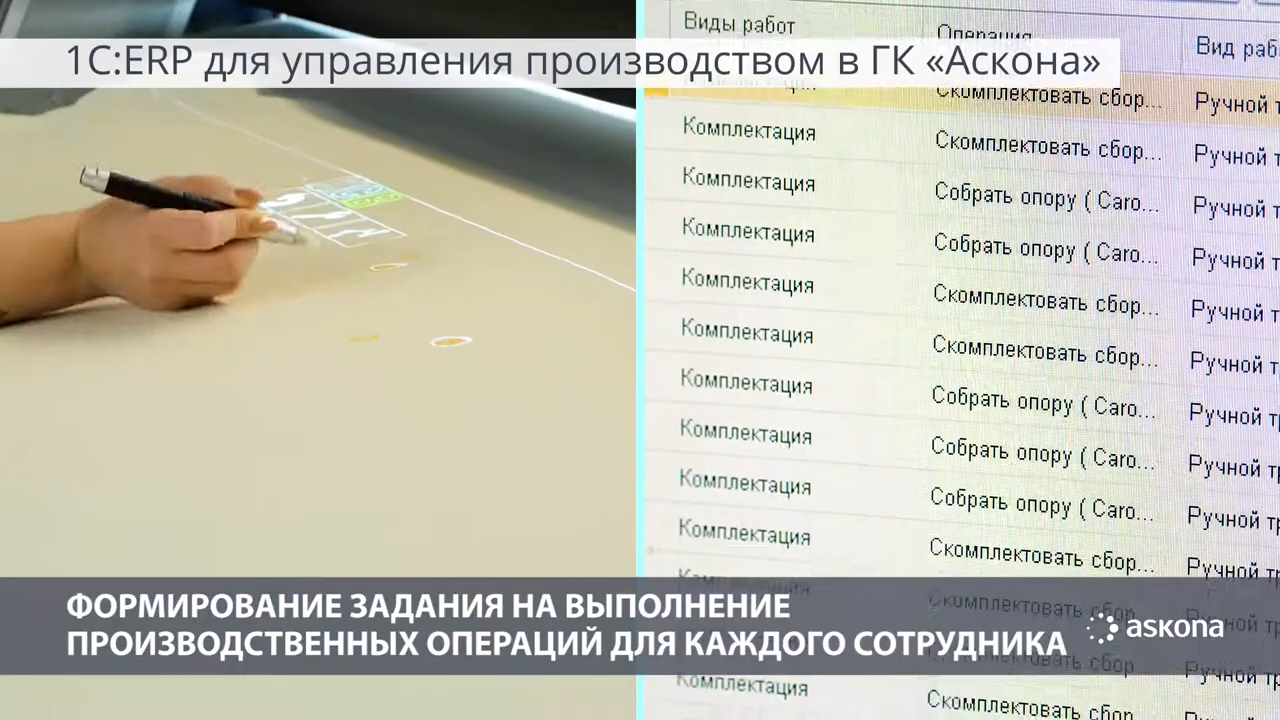 1С:ERP для управления производством в ГК «Аскона»
Виды работ Операция Вид раб
Скомплектовать сбор... Ручной т
Комплектация Скомплектовать сбор... Ручной т
Комплектация Собрать опору ( Caro... Ручной т
Комплектация Собрать опору ( Caro... Ручной т
Комплектация Скомплектовать сбор... Ручной т
Комплектация Скомплектовать сбор... Ручной т
Комплектация Собрать опору ( Caro... Ручной т
Комплектация Собрать опору ( Caro... Ручной тр
Комплектация Собрать опору ( Caro... Ручной тр
Комплектация Скомплектовать сбор... Ручной тр
ФОРМИРОВАНИЕ ЗАДАНИЯ НА ВЫПОЛНЕНИЕ
ПРОИЗВОДСТВЕННЫХ ОПЕРАЦИЙ ДЛЯ КАЖДОГО СОТРУДНИКА
askona
Комплектация Скомплектовать сбор